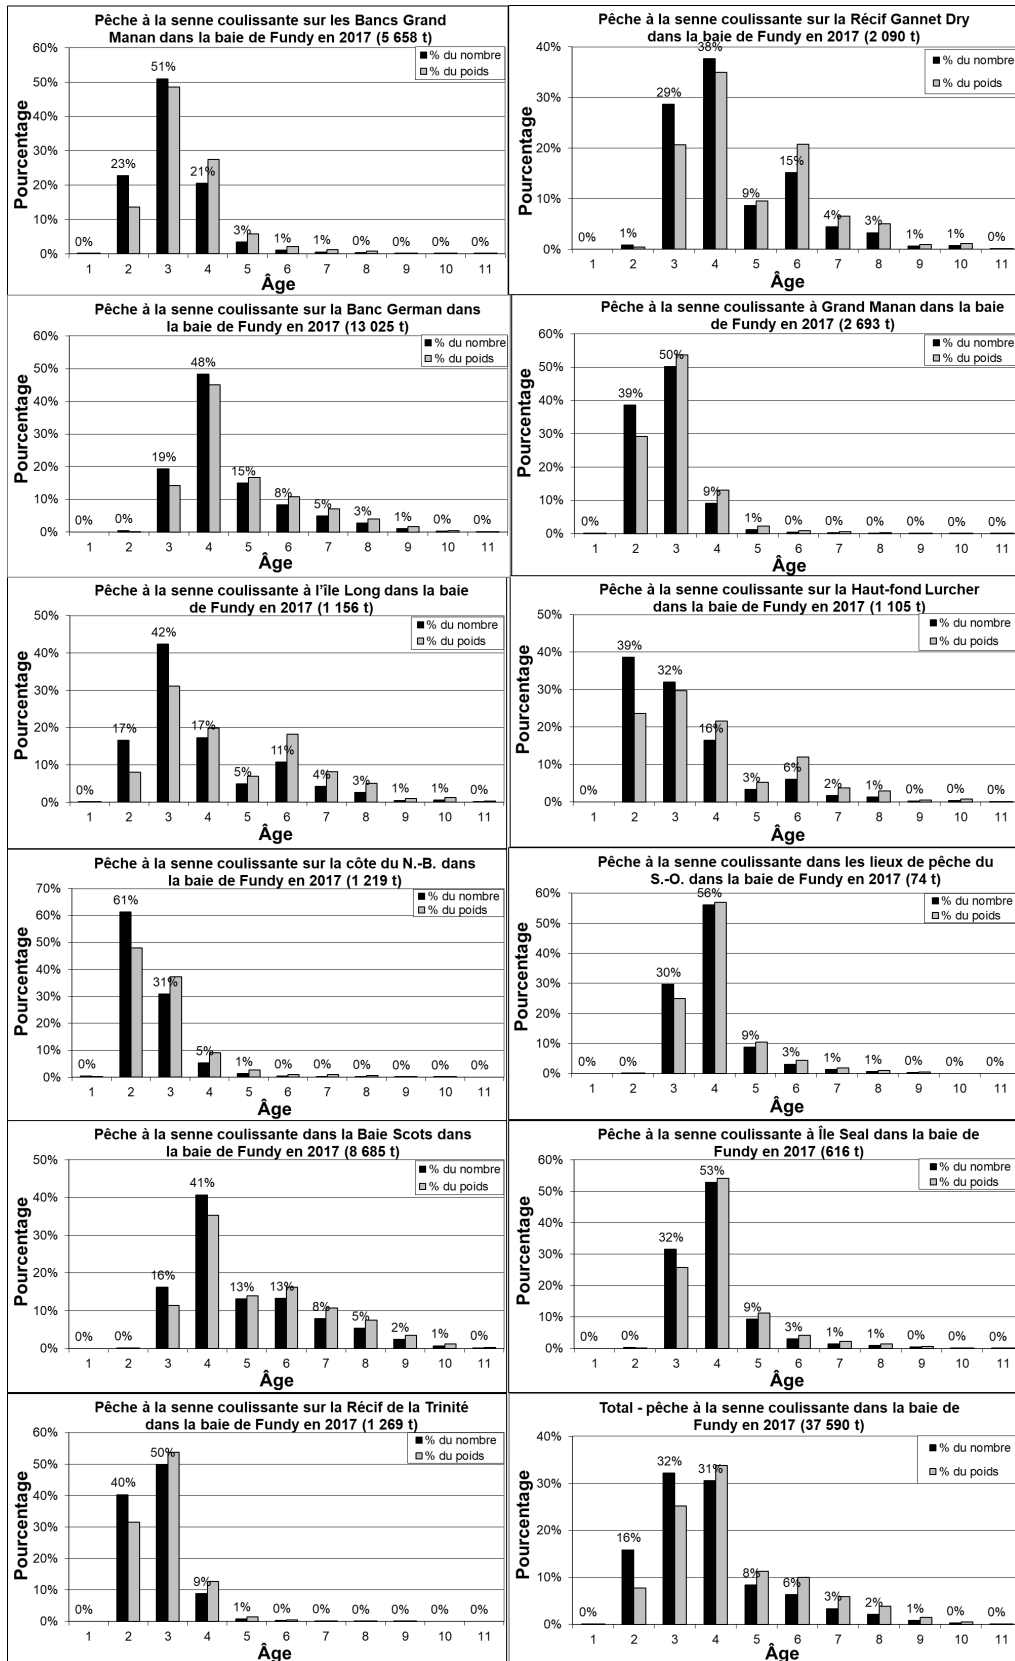 Pêche à la senne coulissante sur les Bancs Grand
Manan dans la baie de Fundy en 2017 (5 658 t)
% du nombre
% du poids
Pourcentage
60%
50%
40%
30%
20%
10%
0%
0% 23% 51% 21% 3% 1% 1% 0% 0% 0% 0%
1 2 3 4 5 6 7 8 9 10 11
Âge
Pêche à la senne coulissante sur la Récif Gannet Dry
dans la baie de Fundy en 2017 (2 090 t)
% du nombre
% du poids
Pourcentage
40%
30%
20%
10%
0%
0% 1% 29% 38% 9% 15% 4% 3% 1% 1% 0%
1 2 3 4 5 6 7 8 9 10 11
Âge
Pêche à la senne coulissante sur la Banc German dans
la baie de Fundy en 2017 (13 025 t)
% du nombre
% du poids
Pourcentage
60%
50%
40%
30%
20%
10%
0%
0% 0% 19% 48% 15% 8% 5% 3% 1% 0% 0%
1 2 3 4 5 6 7 8 9 10 11
Âge
Pêche à la senne coulissante à Grand Manan dans la baie
de Fundy en 2017 (2 693 t)
% du nombre
% du poids
Pourcentage
60%
50%
40%
30%
20%
10%
0%
0% 39% 50% 9% 1% 0% 0% 0% 0% 0% 0%
1 2 3 4 5 6 7 8 9 10 11
Âge
Pêche à la senne coulissante à l'île Long dans la baie
de Fundy en 2017 (1 156 t)
% du nombre
% du poids
Pourcentage
50%
40%
30%
20%
10%
0%
0% 17% 42% 17% 5% 11% 4% 3% 1% 1% 0%
1 2 3 4 5 6 7 8 9 10 11
Âge
Pêche à la senne coulissante sur la Haut-fond Lurcher
dans la baie de Fundy en 2017 (1 105 t)
% du nombre
% du poids
Pourcentage
50%
40%
30%
20%
10%
0%
0% 39% 32% 16% 3% 6% 2% 1% 0% 0% 0%
1 2 3 4 5 6 7 8 9 10 11
Âge
Pêche à la senne coulissante sur la côte du N.-B. dans
la baie de Fundy en 2017 (1 219 t)
% du nombre
% du poids
Pourcentage
70%
60%
50%
40%
30%
20%
10%
0%
0% 61% 31% 5% 1% 0% 0% 0% 0% 0% 0%
1 2 3 4 5 6 7 8 9 10 11
Âge
Pêche à la senne coulissante dans les lieux de pêche du
S.-O. dans la baie de Fundy en 2017 (74 t)
% du nombre
% du poids
Pourcentage
60%
50%
40%
30%
20%
10%
0%
0% 0% 30% 56% 9% 3% 1% 1% 0% 0% 0%
1 2 3 4 5 6 7 8 9 10 11
Âge
Pêche à la senne coulissante dans la Baie Scots dans
la baie de Fundy en 2017 (8 685 t)
% du nombre
% du poids
Pourcentage
50%
40%
30%
20%
10%
0%
0% 0% 16% 41% 13% 13% 8% 5% 2% 1% 0%
1 2 3 4 5 6 7 8 9 10 11
Âge
Pêche à la senne coulissante à Île Seal dans la baie de
Fundy en 2017 (616 t)
% du nombre
% du poids
Pourcentage
60%
50%
40%
30%
20%
10%
0%
0% 0% 32% 53% 9% 3% 1% 1% 0% 0% 0%
1 2 3 4 5 6 7 8 9 10 11
Âge
Pêche à la senne coulissante sur la Récif de la Trinité
dans la baie de Fundy en 2017 (1 269 t)
% du nombre
% du poids
Pourcentage
60%
50%
40%
30%
20%
10%
0%
0% 40% 50% 9% 1% 0% 0% 0% 0% 0% 0%
1 2 3 4 5 6 7 8 9 10 11
Âge
Total - pêche à la senne coulissante dans la baie de
Fundy en 2017 (37 590 t)
% du nombre
% du poids
Pourcentage
40%
30%
20%
10%
0%
0% 16% 32% 31% 8% 6% 3% 2% 1% 0% 0%
1 2 3 4 5 6 7 8 9 10 11
Âge